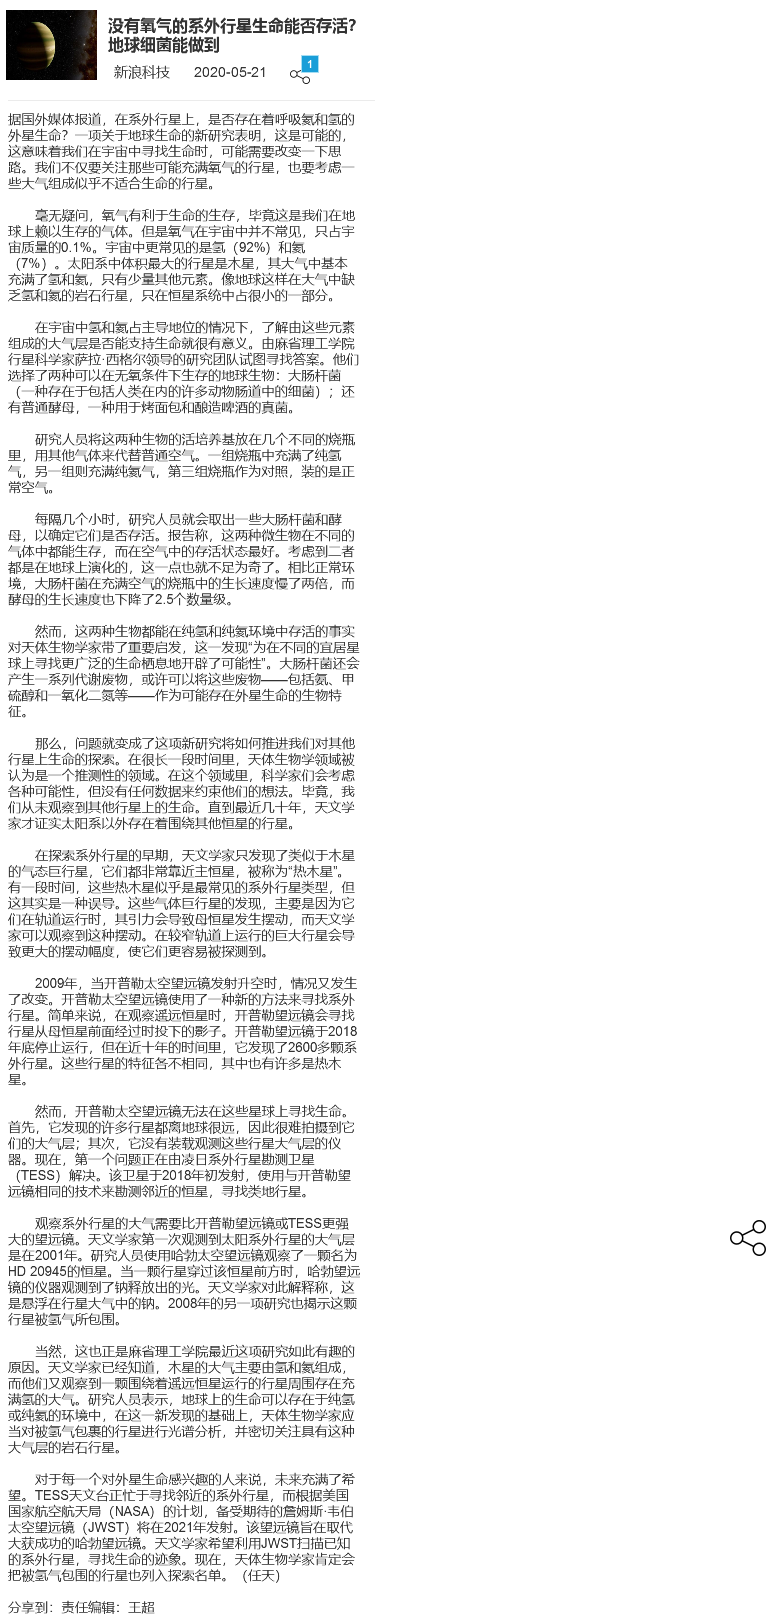 没有氧气的系外行星生命能否存活?
地球细菌能做到
新浪科技 2020-05-21
1
据国外媒体报道，在系外行星上，是否存在着呼吸氦和氢的
外星生命？一项关于地球生命的新研究表明，这是可能的，
这意味着我们在宇宙中寻找生命时，可能需要改变一下思
路。我们不仅要关注那些可能充满氧气的行星，也要考虑一
些大气组成似乎不适合生命的行星。
毫无疑问，氧气有利于生命的生存，毕竟这是我们在地
球上赖以生存的气体。但是氧气在宇宙中并不常见，只占宇
宙质量的0.1%。宇宙中更常见的是氢（92%）和氦
（7%）。太阳系中体积最大的行星是木星，其大气中基本
充满了氢和氦，只有少量其他元素。像地球这样在大气中缺
乏氢和氦的岩石行星，只在恒星系统中占很小的一部分。
在宇宙中氢和氦占主导地位的情况下，了解由这些元素
组成的大气层是否能支持生命就很有意义。由麻省理工学院
行星科学家萨拉·西格尔领导的研究团队试图寻找答案。他们
选择了两种可以在无氧条件下生存的地球生物：大肠杆菌
（一种存在于包括人类在内的许多动物肠道中的细菌）；还
有普通酵母，一种用于烤面包和酿造啤酒的真菌。
研究人员将这两种生物的活培养基放在几个不同的烧瓶
里，用其他气体来代替普通空气。一组烧瓶中充满了纯氢
气，另一组则充满纯氦气，第三组烧瓶作为对照，装的是正
常空气。
每隔几个小时，研究人员就会取出一些大肠杆菌和酵
母，以确定它们是否存活。报告称，这两种微生物在不同的
气体中都能生存，而在空气中的存活状态最好。考虑到二者
都是在地球上演化的，这一点也就不足为奇了。相比正常环
境，大肠杆菌在充满空气的烧瓶中的生长速度慢了两倍，而
酵母的生长速度也下降了2.5个数量级。
然而，这两种生物都能在纯氢和纯氦环境中存活的事实
对天体生物学家带了重要启发，这一发现“为在不同的宜居星
球上寻找更广泛的生命栖息地开辟了可能性”。大肠杆菌还会
产生一系列代谢废物，或许可以将这些废物——包括氨、甲
硫醇和一氧化二氮等——作为可能存在外星生命的生物特
征。
那么，问题就变成了这项新研究将如何推进我们对其他
行星上生命的探索。在很长一段时间里，天体生物学领域被
认为是一个推测性的领域。在这个领域里，科学家们会考虑
各种可能性，但没有任何数据来约束他们的想法。毕竟，我
们从未观察到其他行星上的生命。直到最近几十年，天文学
家才证实太阳系以外存在着围绕其他恒星的行星。
在探索系外行星的早期，天文学家只发现了类似于木星
的气态巨行星，它们都非常靠近主恒星，被称为“热木星”。
有一段时间，这些热木星似乎是最常见的系外行星类型，但
这其实是一种误导。这些气体巨行星的发现，主要是因为它
们在轨道运行时，其引力会导致母恒星发生摆动，而天文学
家可以观察到这种摆动。在较窄轨道上运行的巨大行星会导
致更大的摆动幅度，使它们更容易被探测到。
2009年，当开普勒太空望远镜发射升空时，情况又发生
了改变。开普勒太空望远镜使用了一种新的方法来寻找系外
行星。简单来说，在观察遥远恒星时，开普勒望远镜会寻找
行星从母恒星前面经过时投下的影子。开普勒望远镜于2018
年底停止运行，但在近十年的时间里，它发现了2600多颗系
外行星。这些行星的特征各不相同，其中也有许多是热木
星。
然而，开普勒太空望远镜无法在这些星球上寻找生命。
首先，它发现的许多行星都离地球很远，因此很难拍摄到它
们的大气层；其次，它没有装载观测这些行星大气层的仪
器。现在，第一个问题正在由凌日系外行星勘测卫星
（TESS）解决。该卫星于2018年初发射，使用与开普勒望
远镜相同的技术来勘测邻近的恒星，寻找类地行星。
观察系外行星的大气需要比开普勒望远镜或TESS更强
大的望远镜。天文学家第一次观测到太阳系外行星的大气层
是在2001年。研究人员使用哈勃太空望远镜观察了一颗名为
HD 20945的恒星。当一颗行星穿过该恒星前方时，哈勃望远
镜的仪器观测到了钠释放出的光。天文学家对此解释称，这
是悬浮在行星大气中的钠。2008年的另一项研究也揭示这颗
行星被氢气所包围。
当然，这也正是麻省理工学院最近这项研究如此有趣的
原因。天文学家已经知道，木星的大气主要由氢和氦组成，
而他们又观察到一颗围绕着遥远恒星运行的行星周围存在充
满氢的大气。研究人员表示，地球上的生命可以存在于纯氢
或纯氦的环境中，在这一新发现的基础上，天体生物学家应
当对被氢气包裹的行星进行光谱分析，并密切关注具有这种
大气层的岩石行星。
对于每一个对外星生命感兴趣的人来说，未来充满了希
望。TESS天文台正忙于寻找邻近的系外行星，而根据美国
国家航空航天局（NASA）的计划，备受期待的詹姆斯·韦伯
太空望远镜（JWST）将在2021年发射。该望远镜旨在取代
大获成功的哈勃望远镜。天文学家希望利用JWST扫描已知
的系外行星，寻找生命的迹象。现在，天体生物学家肯定会
把被氢气包围的行星也列入探索名单。（任天）
分享到：责任编辑：王超